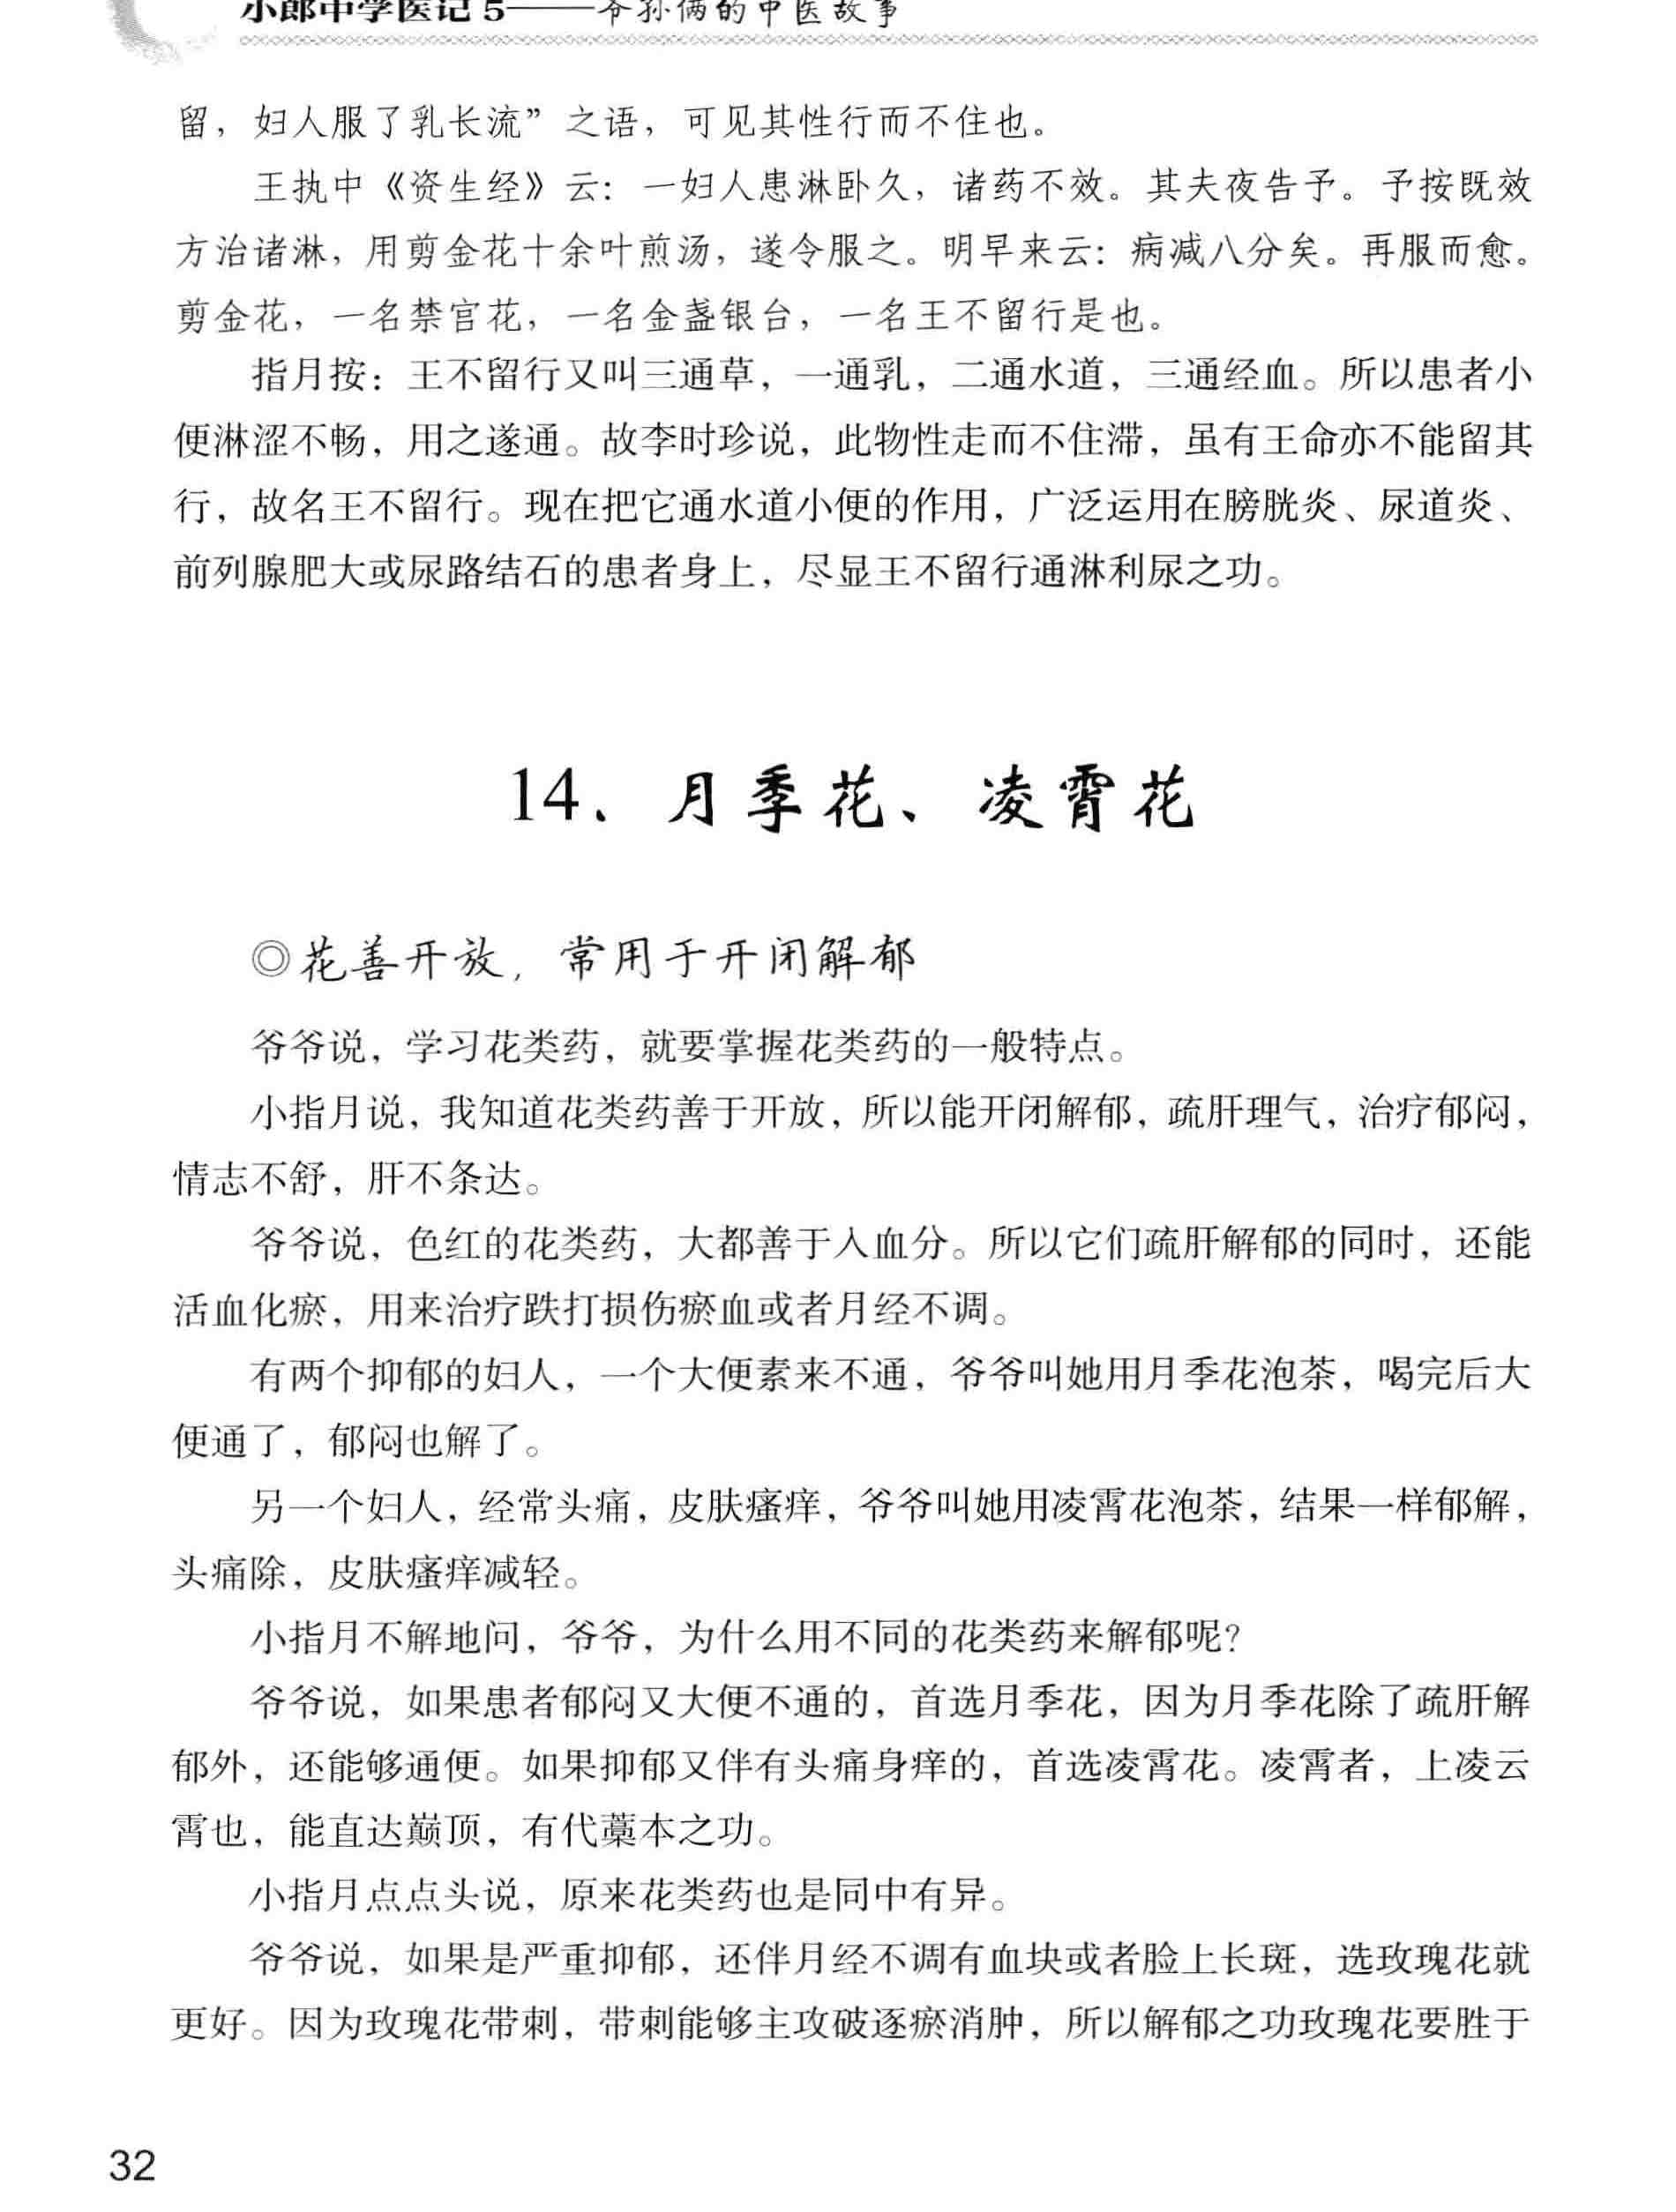 小郎中学医记5——爷孙俩的中医故事
留，妇人服了乳长流”之语，可见其性行而不住也。
王执中《资生经》云：一妇人患淋卧久，诸药不效。其夫夜告予。予按既效
方治诸淋，用剪金花十余叶煎汤，遂令服之。明早来云：病减八分矣。再服而愈。
剪金花，一名禁宫花，一名金盏银台，一名王不留行是也。
指月按：王不留行又叫三通草，一通乳，二通水道，三通经血。所以患者小
便淋涩不畅，用之遂通。故李时珍说，此物性走而不住滞，虽有王命亦不能留其
行，故名王不留行。现在把它通水道小便的作用，广泛运用在膀胱炎、尿道炎、
前列腺肥大或尿路结石的患者身上，尽显王不留行通淋利尿之功。
14、月季花、凌霄花
◎花善开放，常用于开闭解郁
爷爷说，学习花类药，就要掌握花类药的一般特点。
小指月说，我知道花类药善于开放，所以能开闭解郁，疏肝理气，治疗郁闷，
情志不舒，肝不条达。
爷爷说，色红的花类药，大都善于入血分。所以它们疏肝解郁的同时，还能
活血化瘀，用来治疗跌打损伤瘀血或者月经不调。
有两个抑郁的妇人，一个大便素来不通，爷爷叫她用月季花泡茶，喝完后大
便通了，郁闷也解了。
另一个妇人，经常头痛，皮肤瘙痒，爷爷叫她用凌霄花泡茶，结果一样郁解，
头痛除，皮肤瘙痒减轻。
小指月不解地问，爷爷，为什么用不同的花类药来解郁呢？
爷爷说，如果患者郁闷又大便不通的，首选月季花，因为月季花除了疏肝解
郁外，还能够通便。如果抑郁又伴有头痛身痒的，首选凌霄花。凌霄者，上凌云
霄也，能直达巅顶，有代藁本之功。
小指月点点头说，原来花类药也是同中有异。
爷爷说，如果是严重抑郁，还伴月经不调有血块或者脸上长斑，选玫瑰花就
更好。因为玫瑰花带刺，带刺能够主攻破逐瘀消肿，所以解郁之功玫瑰花要胜于
32